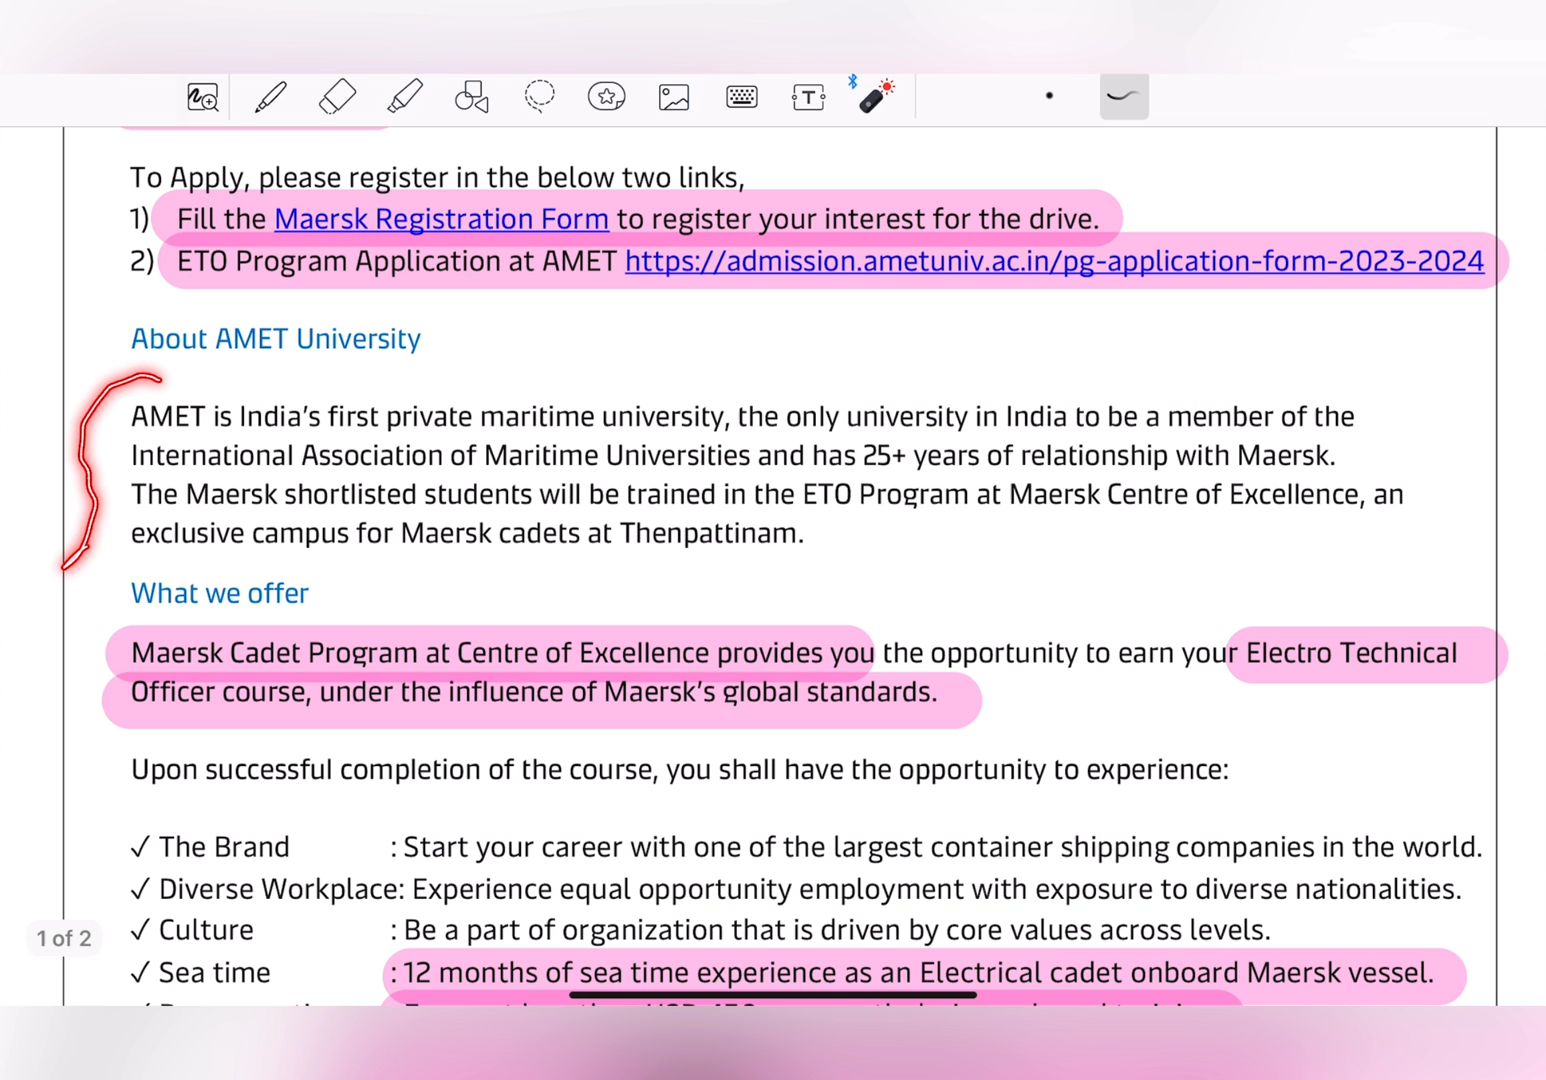 To Apply, please register in the below two links,
1) Fill the Maersk Registration Form to register your interest for the drive.
2) ETO Program Application at AMET https://admission.ametuniv.ac.in/pg-application-form-2023-2024
About AMET University
AMET is India's first private maritime university, the only university in India to be a member of the
International Association of Maritime Universities and has 25+ years of relationship with Maersk.
The Maersk shortlisted students will be trained in the ETO Program at Maersk Centre of Excellence, an
exclusive campus for Maersk cadets at Thenpattinam.
What we offer
Maersk Cadet Program at Centre of Excellence provides you the opportunity to earn your Electro Technical
Officer course, under the influence of Maersk's global standards.
Upon successful completion of the course, you shall have the opportunity to experience:
✓ The Brand : Start your career with one of the largest container shipping companies in the world.
✓ Diverse Workplace: Experience equal opportunity employment with exposure to diverse nationalities.
✓ Culture : Be a part of organization that is driven by core values across levels.
✓ Sea time : 12 months of sea time experience as an Electrical cadet onboard Maersk vessel.
1 of 2